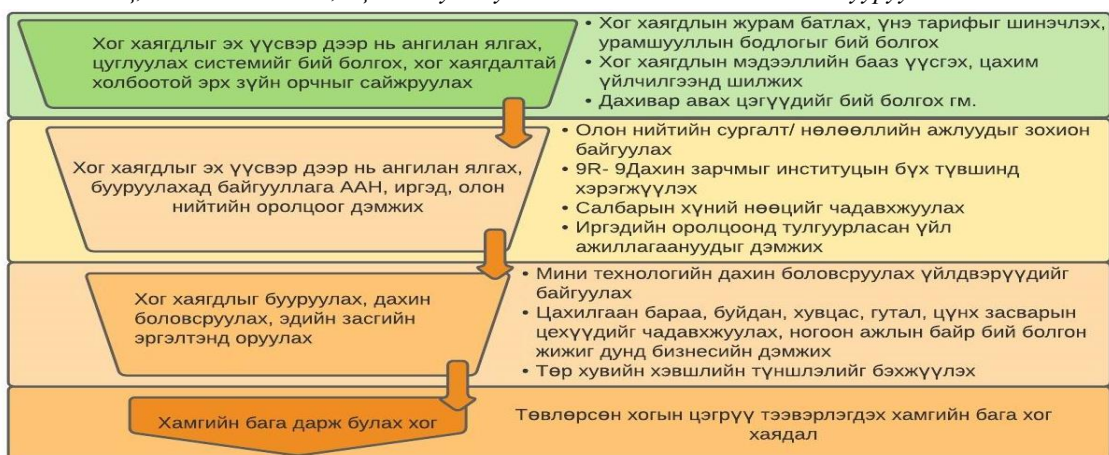 Хог хаягдлыг эх үүсвэр дээр нь ангилан ялгах,
цуглуулах системийг бий болгох, хог хаягдалтай
холбоотой эрх зүйн орчныг сайжруулах
• Хог хаягдлын журам батлах, үнэ тарифыг шинэчлэх,
урамшууллын бодлогыг бий болгох
• Хог хаягдлын мэдээллийн бааз үүсгэх, цахим
үйлчилгээнд шилжих
• Дахивар авах цэгүүдийг бий болгох гм.
Хог хаягдлыг эх үүсвэр дээр нь ангилан ялгах,
бууруулахад байгууллага ААН, иргэд, олон
нийтийн оролцоог дэмжих
• Олон нийтийн сургалт/ нөлөөллийн ажлуудыг зохион
байгуулах
• 9R- 9Дахин зарчмыг институцын бүх түвшинд
хэрэгжүүлэх
• Салбарын хүний нөөцийг чадавхжуулах
• Иргэдийн оролцоонд тулгуурласан үйл
ажиллагаануудыг дэмжих
Хог хаягдлыг бууруулах, дахин
боловсруулах, эдийн засгийн
эргэлтэнд оруулах
• Мини технологийн дахин боловсруулах үйлдвэрүүдийг
байгуулах
• Цахилгаан бараа, буйдан, хувцас, гутал, цүнх засварын
цехүүдийг чадавхжуулах, ногоон ажлын байр бий болгон
жижиг дунд бизнесийн дэмжих
• Төр хувийн хэвшлийн түншлэлийг бэхжүүлэх
Хамгийн бага дарж булах хог
Төвлөрсөн хогын цэгрүү тээвэрлэгдэх хамгийн бага хог
хаядал